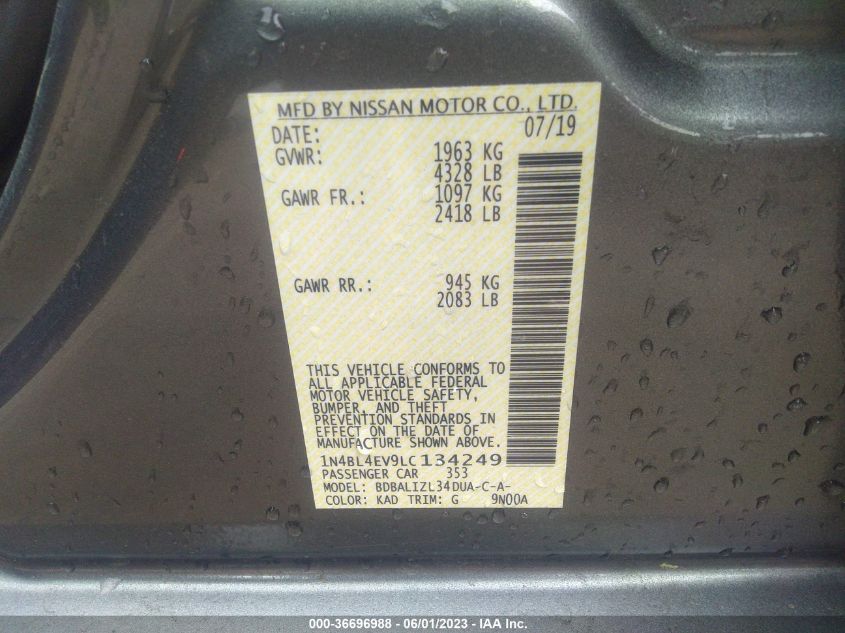 MFD BY NISSAN MOTOR CO., LTD.
DATE: 07/19
GVWR: 1963 KG
4328 LB
GAWR FR.: 1097 KG
2418 LB
GAWR RR.: 945 KG
2083 LB
THIS VEHICLE CONFORMS TO
ALL APPLICABLE FEDERAL
MOTOR VEHICLE SAFETY,
BUMPER, AND THEFT
PREVENTION STANDARDS IN
EFFECT ON THE DATE OF
MANUFACTURE SHOWN ABOVE.
1N4BL4EV9LC134249
PASSENGER CAR 353
MODEL: BDBALIZL34DUA-C-A-
COLOR: KAD TRIM: G 9N00A
000-36696988 - 06/01/2023 - IAA Inc.